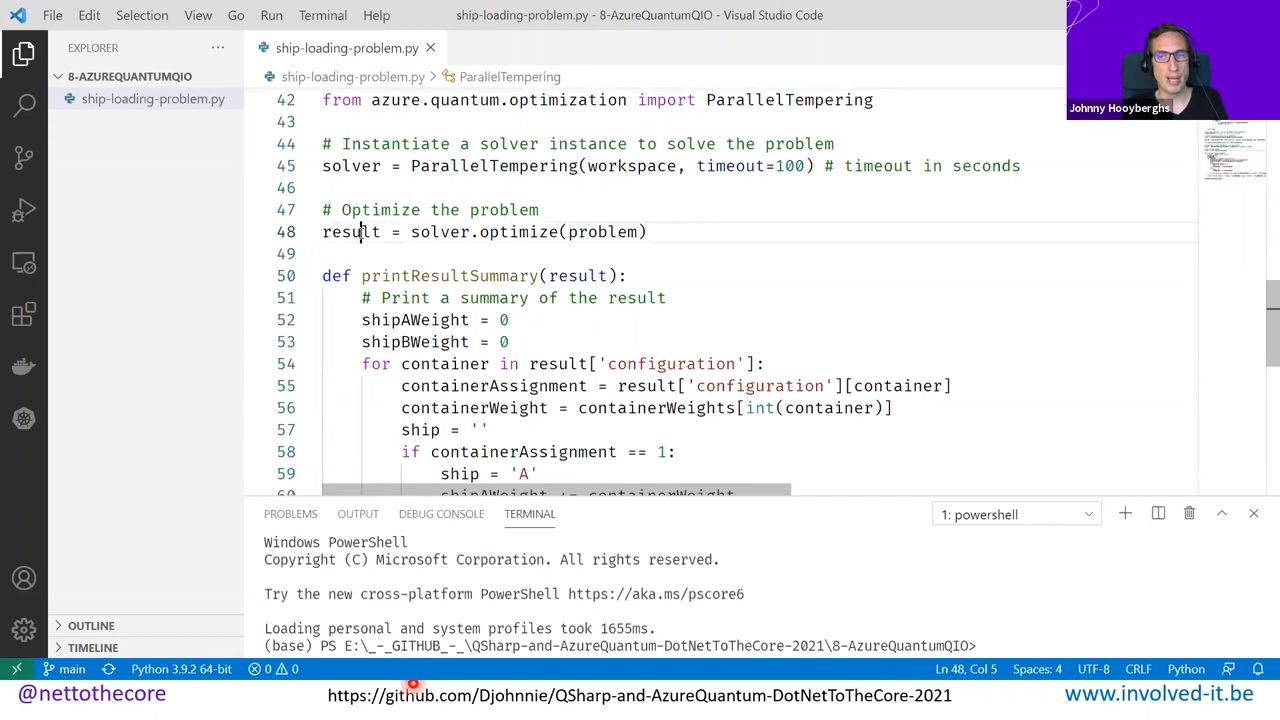 File Edit Selection View Go Run Terminal Help ship-loading-problem.py - 8-AzureQuantumQIO - Visual Studio Code
EXPLORER ···
8-AZUREQUANTUMQIO
ship-loading-problem.py
OUTLINE
TIMELINE
ship-loading-problem.py
ship-loading-problem.py > ParallelTempering
42 from azure.quantum.optimization import ParallelTempering
43
44 # Instantiate a solver instance to solve the problem
45 solver = ParallelTempering(workspace, timeout=100) # timeout in seconds
46
47 # Optimize the problem
48 result = solver.optimize(problem)
49
50 def printResultSummary(result):
51 # Print a summary of the result
52 shipAWeight = 0
53 shipBWeight = 0
54 for container in result['configuration']:
55 containerAssignment = result['configuration'][container]
56 containerWeight = containerWeights[int(container)]
57 ship = ''
58 if containerAssignment == 1:
59 ship = 'A'
60 shipAWeight += containerWeight
Johnny Hooyberghs
PROBLEMS OUTPUT DEBUG CONSOLE TERMINAL 1: powershell
Windows PowerShell
Copyright (C) Microsoft Corporation. All rights reserved.
Try the new cross-platform PowerShell https://aka.ms/pscore6
Loading personal and system profiles took 1655ms.
(base) PS E:\_-_GITHUB_-_\QSharp-and-AzureQuantum-DotNetToTheCore-2021\8-AzureQuantumQIO>
main Python 3.9.2 64-bit 0 0 Ln 48, Col 5 Spaces: 4 UTF-8 CRLF Python
@nettothecore https://github.com/Djohnnie/QSharp-and-AzureQuantum-DotNetToTheCore-2021 www.involved-it.be